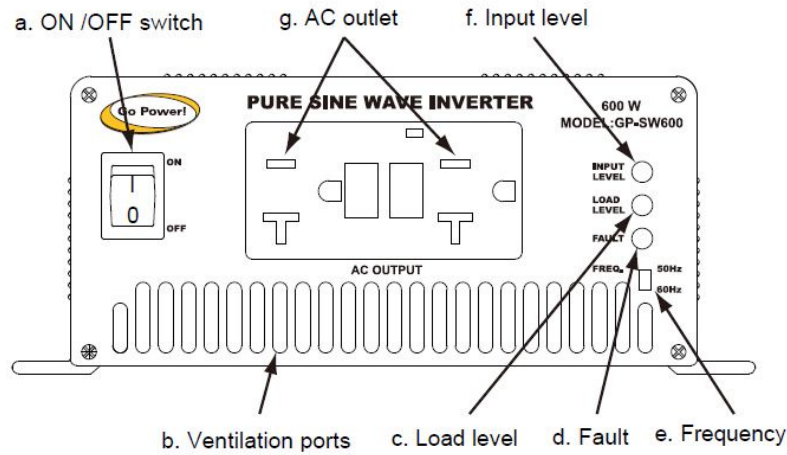 a. ON /OFF switch
g. AC outlet
f. Input level
Go Power!
PURE SINE WAVE INVERTER
600 W
MODEL:GP-SW600
ON
0
OFF
INPUT
LEVEL
LOAD
LEVEL
FAULT
AC OUTPUT
FREQ.
50Hz
60Hz
b. Ventilation ports
c. Load level
d. Fault
e. Frequency